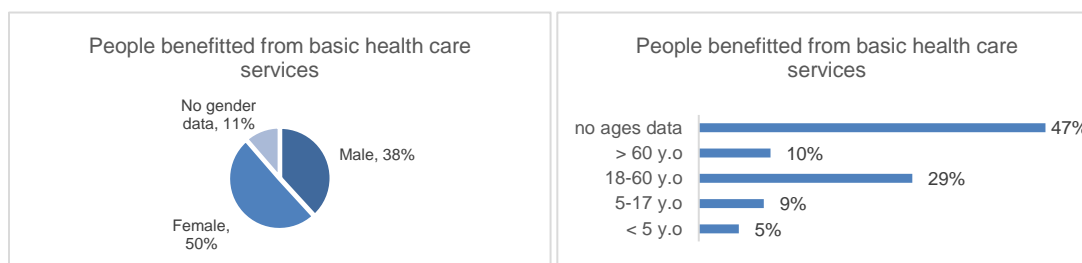 People benefitted from basic health care
services
No gender
data, 11%
Male, 38%
Female,
50%
People benefitted from basic health care
services
no ages data 47%
> 60 y.o 10%
18-60 y.o 29%
5-17 y.o 9%
< 5 y.o 5%